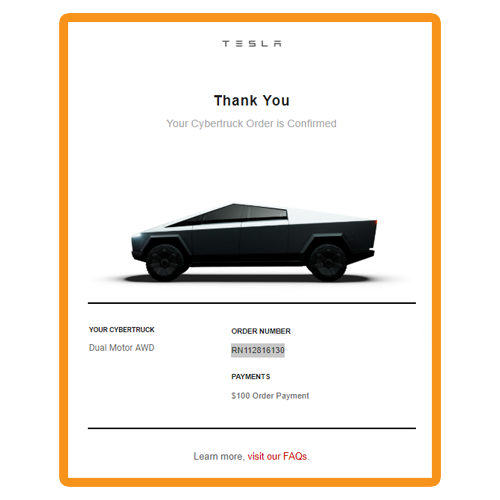 TESLA
Thank You
Your Cybertruck Order is Confirmed
YOUR CYBERTRUCK
Dual Motor AWD
ORDER NUMBER
RN112816130
PAYMENTS
$100 Order Payment
Learn more, visit our FAQs.